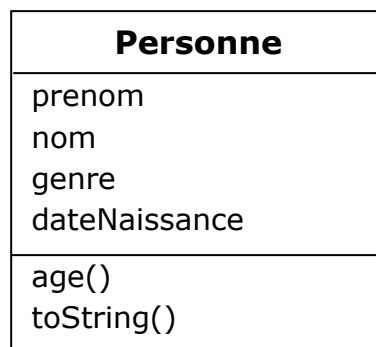 Personne
prenom
nom
genre
dateNaissance
age()
toString()